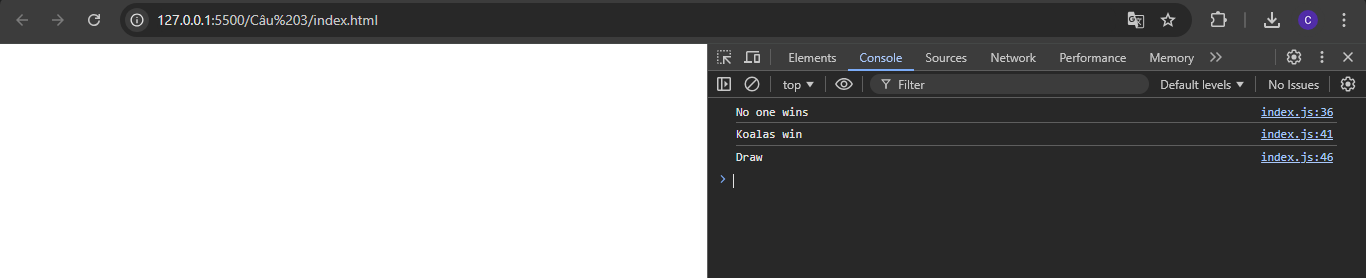 127.0.0.1:5500/Câu%203/index.html
C
Elements Console Sources Network Performance Memory
top Filter Default levels No Issues
No one wins index.js:36
Koalas win index.js:41
Draw index.js:46